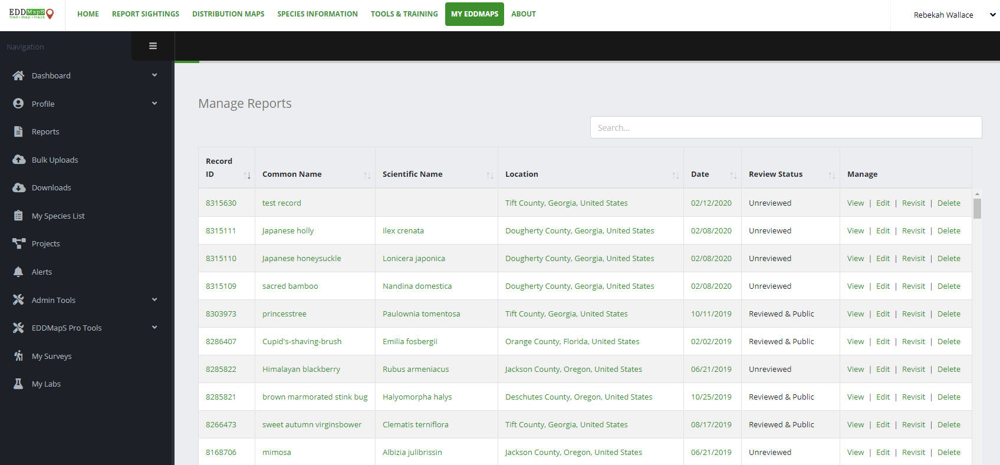 EDDMapS
find • map • track
HOME
REPORT SIGHTINGS
DISTRIBUTION MAPS
SPECIES INFORMATION
TOOLS & TRAINING
MY EDDMAPS
ABOUT
Rebekah Wallace
Navigation
Dashboard
Profile
Reports
Bulk Uploads
Downloads
My Species List
Projects
Alerts
Admin Tools
EDDMapS Pro Tools
My Surveys
My Labs
Manage Reports
Search...
Record ID Common Name Scientific Name Location Date Review Status Manage
8315630 test record Tift County, Georgia, United States 02/12/2020 Unreviewed View | Edit | Revisit | Delete
8315111 Japanese holly Ilex crenata Dougherty County, Georgia, United States 02/08/2020 Unreviewed View | Edit | Revisit | Delete
8315110 Japanese honeysuckle Lonicera japonica Dougherty County, Georgia, United States 02/08/2020 Unreviewed View | Edit | Revisit | Delete
8315109 sacred bamboo Nandina domestica Dougherty County, Georgia, United States 02/08/2020 Unreviewed View | Edit | Revisit | Delete
8303973 princesstree Paulownia tomentosa Tift County, Georgia, United States 10/11/2019 Reviewed & Public View | Edit | Revisit | Delete
8286407 Cupid's-shaving-brush Emilia fosbergii Orange County, Florida, United States 02/02/2019 Reviewed & Public View | Edit | Revisit | Delete
8285822 Himalayan blackberry Rubus armeniacus Jackson County, Oregon, United States 06/21/2019 Unreviewed View | Edit | Revisit | Delete
8285821 brown marmorated stink bug Halyomorpha halys Deschutes County, Oregon, United States 10/25/2019 Reviewed & Public View | Edit | Revisit | Delete
8266473 sweet autumn virginsbower Clematis terniflora Tift County, Georgia, United States 08/17/2019 Reviewed & Public View | Edit | Revisit | Delete
8168706 mimosa Albizia julibrissin Jackson County, Oregon, United States 06/21/2019 Unreviewed View | Edit | Revisit | Delete